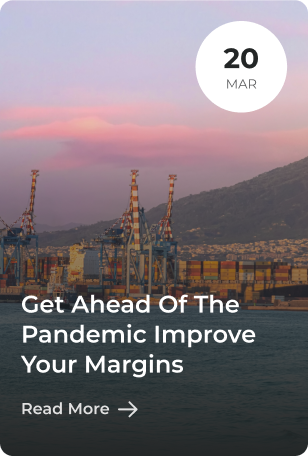 20
MAR
Get Ahead Of The
Pandemic Improve
Your Margins
Read More